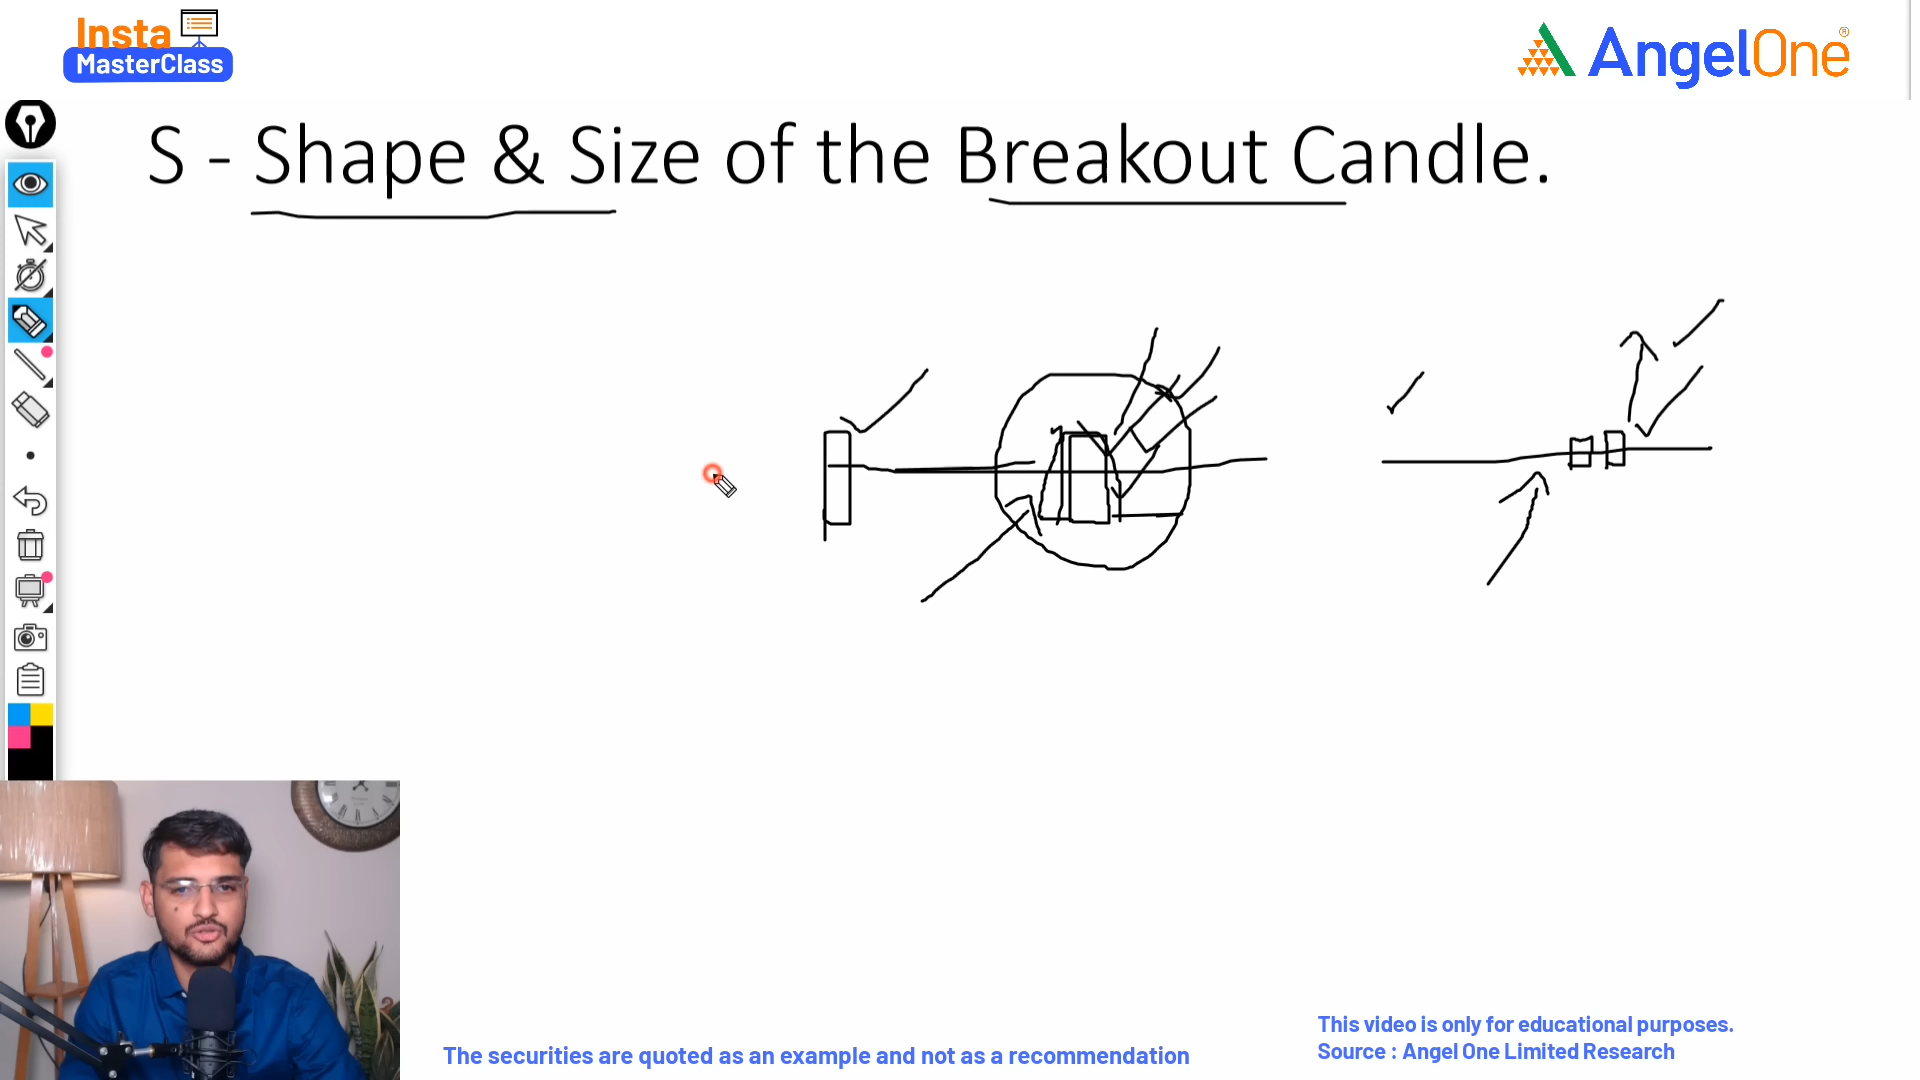 Insta
MasterClass
AngelOne
S - Shape & Size of the Breakout Candle.
The securities are quoted as an example and not as a recommendation
This video is only for educational purposes.
Source : Angel One Limited Research